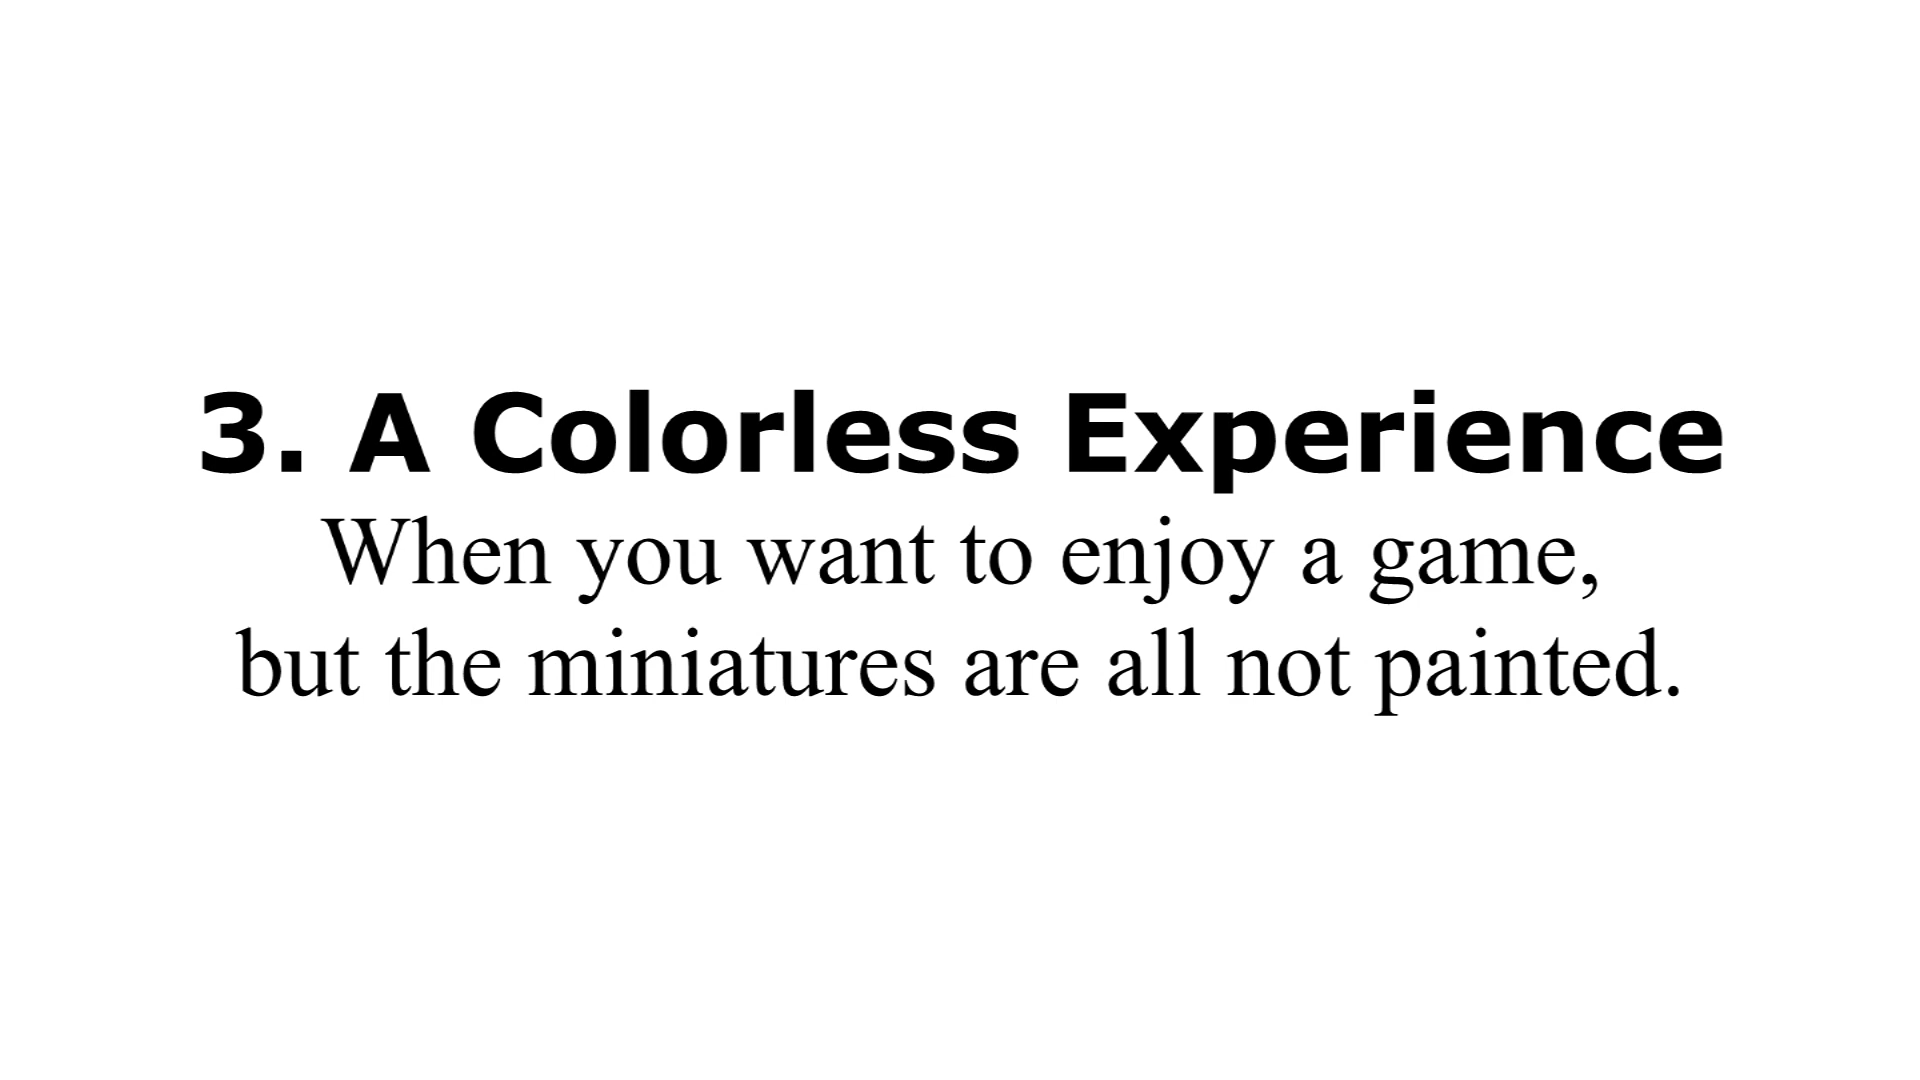 3. A Colorless Experience
When you want to enjoy a game,
but the miniatures are all not painted.